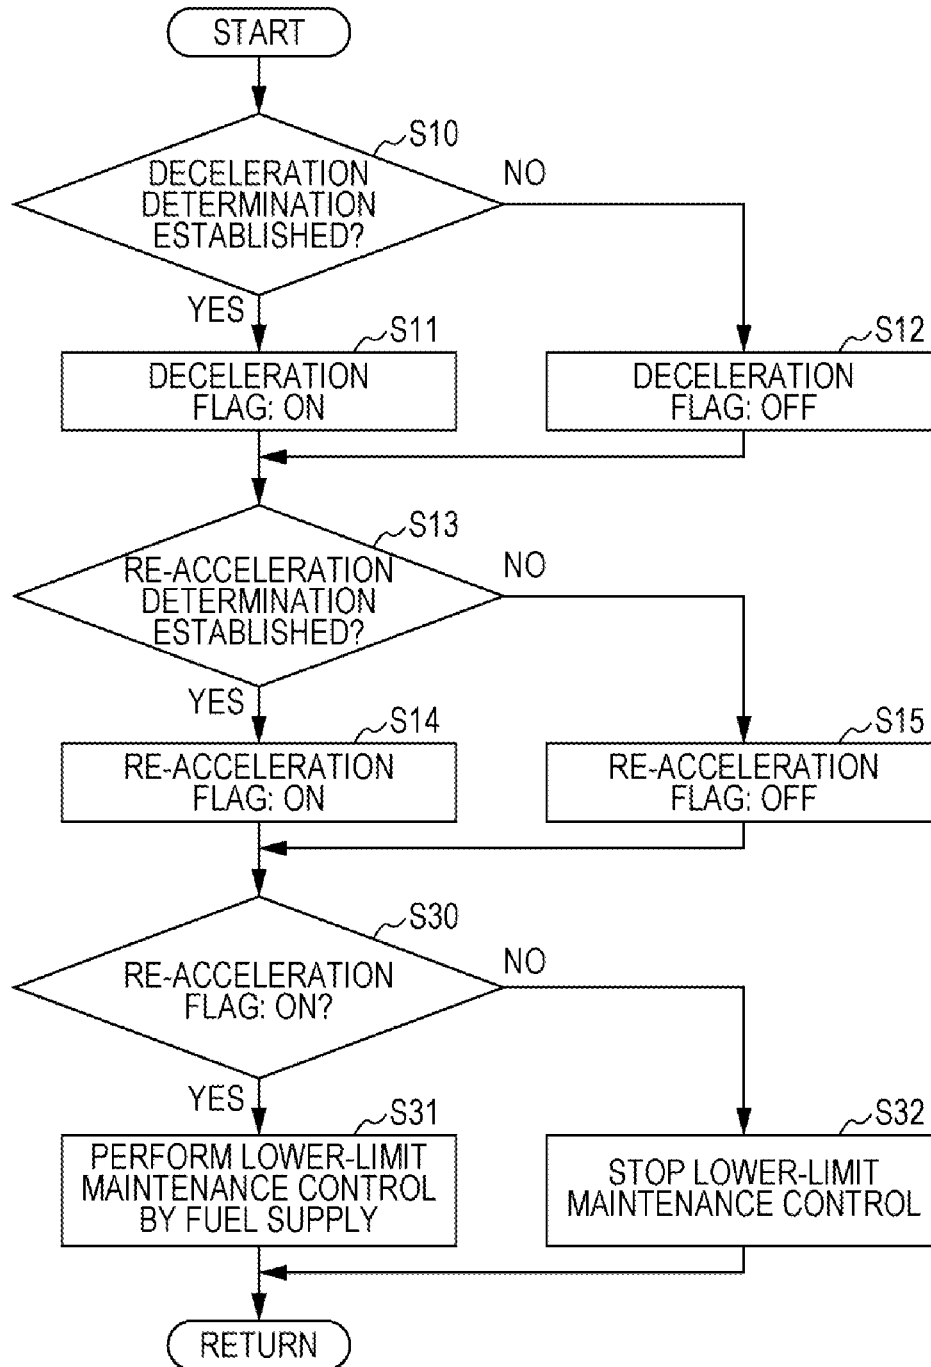 START
S10
DECELERATION
DETERMINATION
ESTABLISHED?
NO
YES
S11
DECELERATION
FLAG: ON
S12
DECELERATION
FLAG: OFF
S13
RE-ACCELERATION
DETERMINATION
ESTABLISHED?
NO
YES
S14
RE-ACCELERATION
FLAG: ON
S15
RE-ACCELERATION
FLAG: OFF
S30
RE-ACCELERATION
FLAG: ON?
NO
YES
S31
PERFORM LOWER-LIMIT
MAINTENANCE CONTROL
BY FUEL SUPPLY
S32
STOP LOWER-LIMIT
MAINTENANCE CONTROL
RETURN